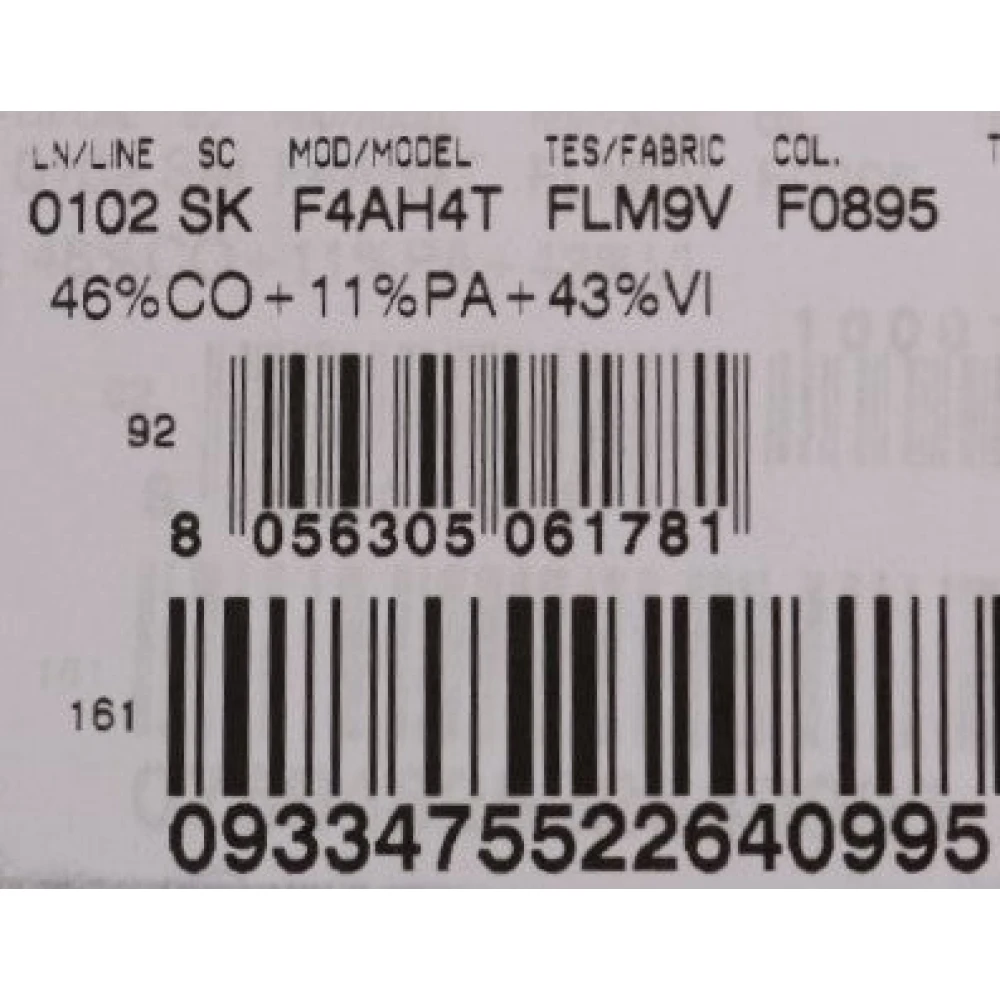 LN/LINE SC MOD/MODEL TES/FABRIC COL. T
0102 SK F4AH4T FLM9V F0895
46%CO+11%PA+43%VI
92
8 056305 061781
161
0933475522640995